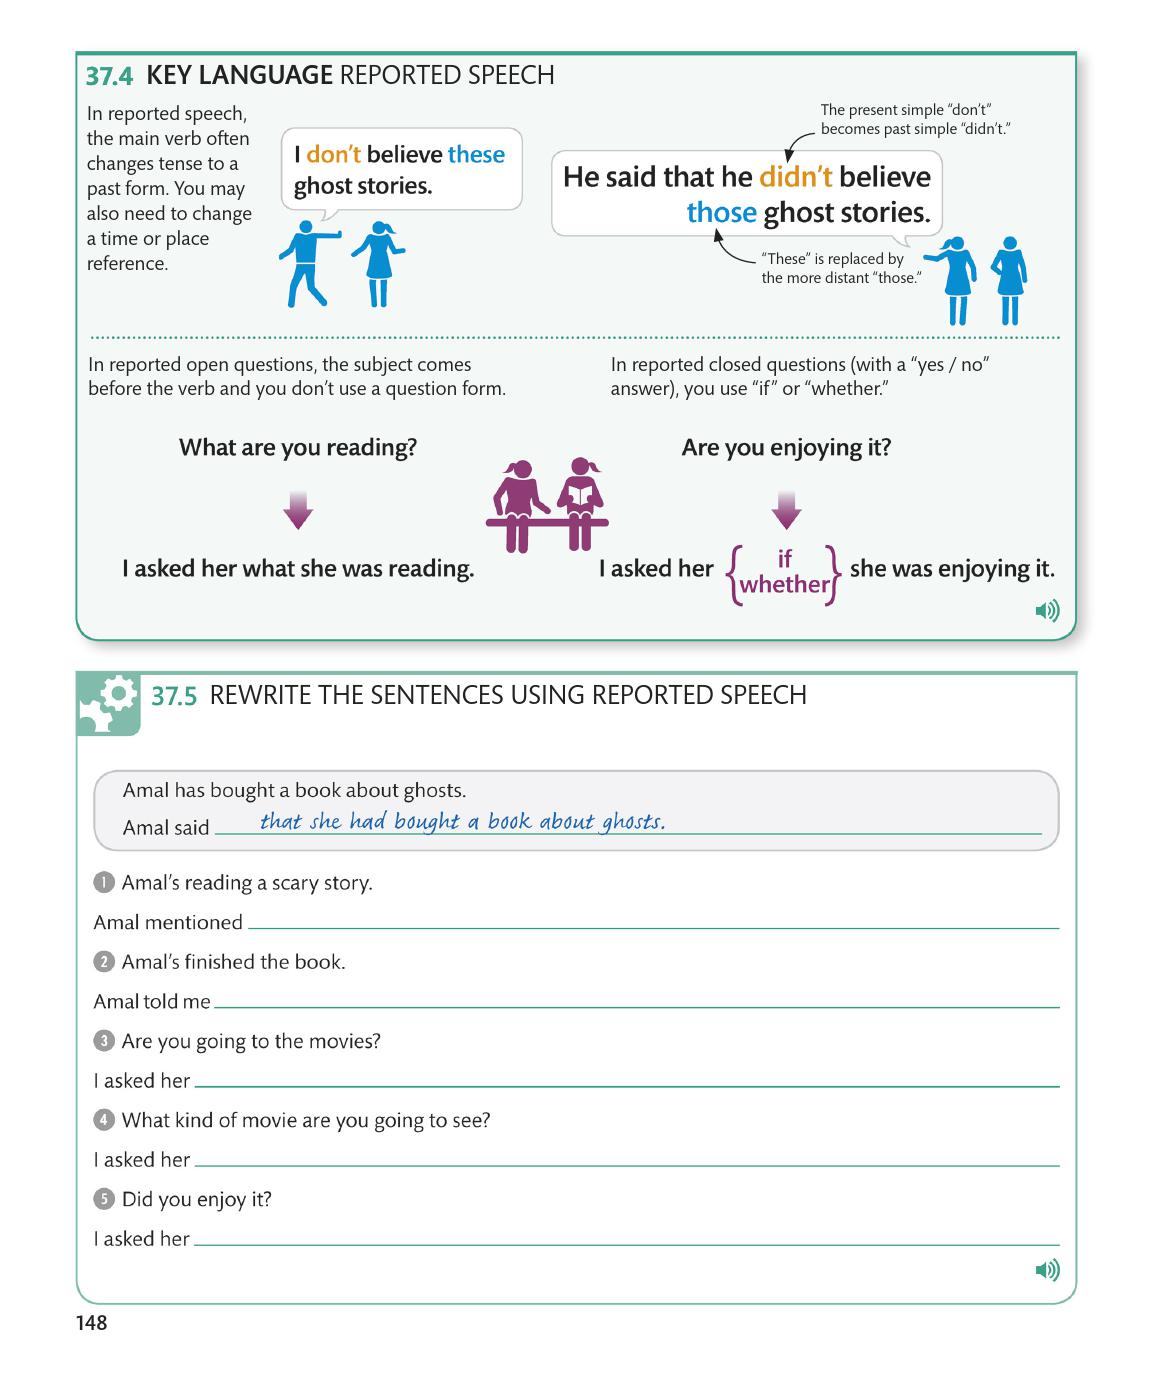 37.4 KEY LANGUAGE REPORTED SPEECH
In reported speech,
the main verb often
changes tense to a
past form. You may
also need to change
a time or place
reference.
I don't believe these
ghost stories.
The present simple “don't”
becomes past simple “didn't.”
He said that he didn't believe
those ghost stories.
“These” is replaced by
the more distant “those.”
In reported open questions, the subject comes
before the verb and you don't use a question form.
What are you reading?
I asked her what she was reading.
In reported closed questions (with a “yes / no”
answer), you use “if” or “whether.”
Are you enjoying it?
I asked her { if whether } she was enjoying it.
37.5 REWRITE THE SENTENCES USING REPORTED SPEECH
Amal has bought a book about ghosts.
Amal said that she had bought a book about ghosts.
1 Amal's reading a scary story.
Amal mentioned
2 Amal's finished the book.
Amal told me
3 Are you going to the movies?
I asked her
4 What kind of movie are you going to see?
I asked her
5 Did you enjoy it?
I asked her
148